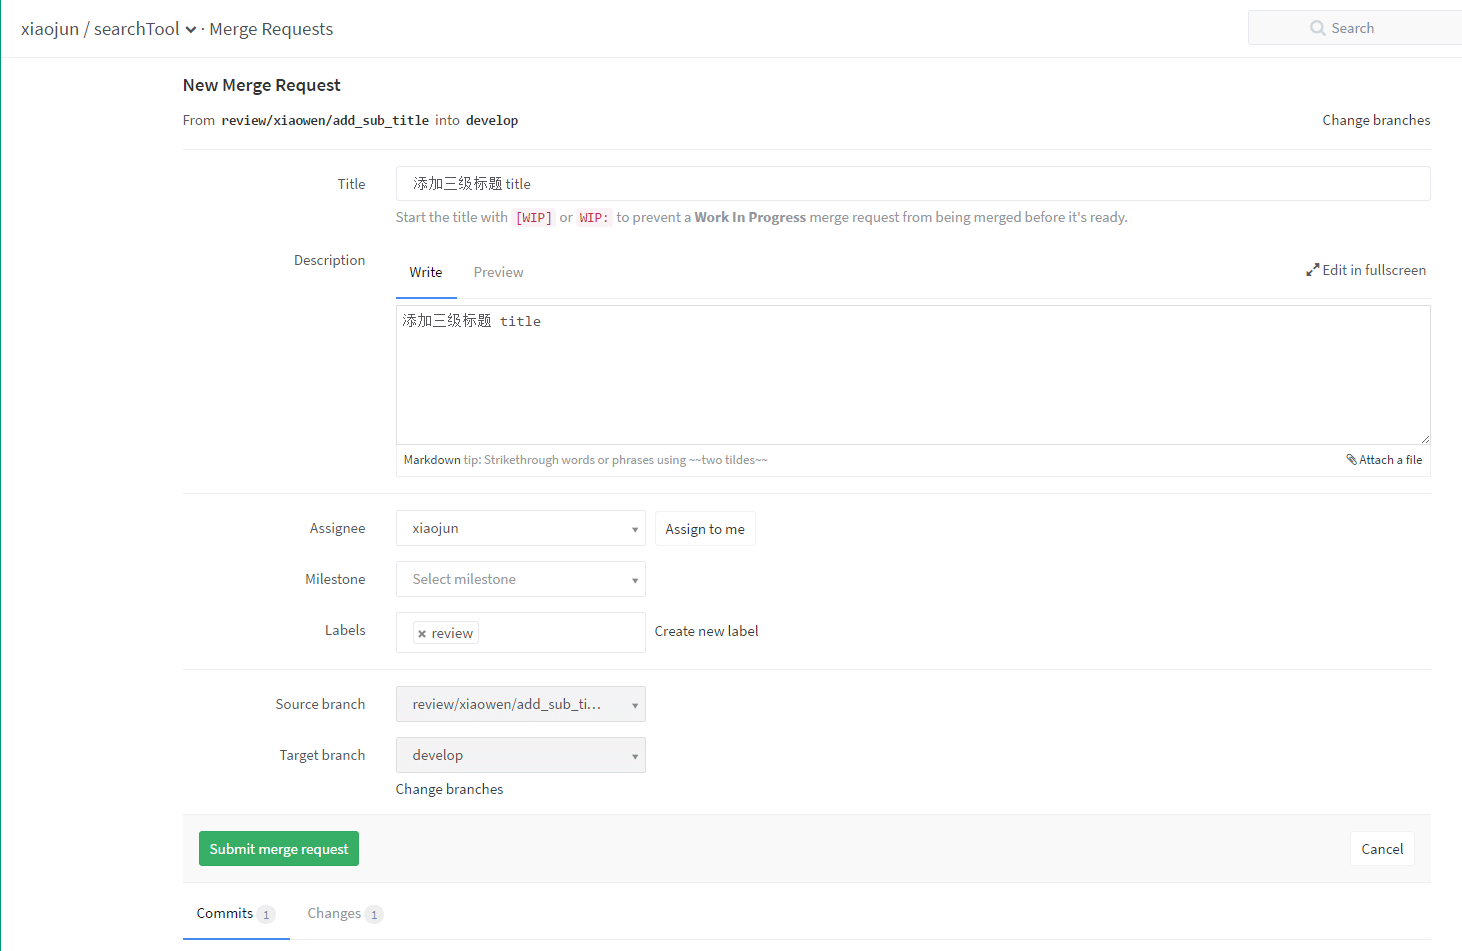 xiaojun / searchTool · Merge Requests
Search
New Merge Request
From review/xiaowen/add_sub_title into develop
Change branches
Title
添加三级标题 title
Start the title with [WIP] or WIP: to prevent a Work In Progress merge request from being merged before it's ready.
Description
Write
Preview
Edit in fullscreen
添加三级标题 title
Markdown tip: Strikethrough words or phrases using ~~two tildes~~
Attach a file
Assignee
xiaojun
Assign to me
Milestone
Select milestone
Labels
review
Create new label
Source branch
review/xiaowen/add_sub_ti...
Target branch
develop
Change branches
Submit merge request
Cancel
Commits 1
Changes 1